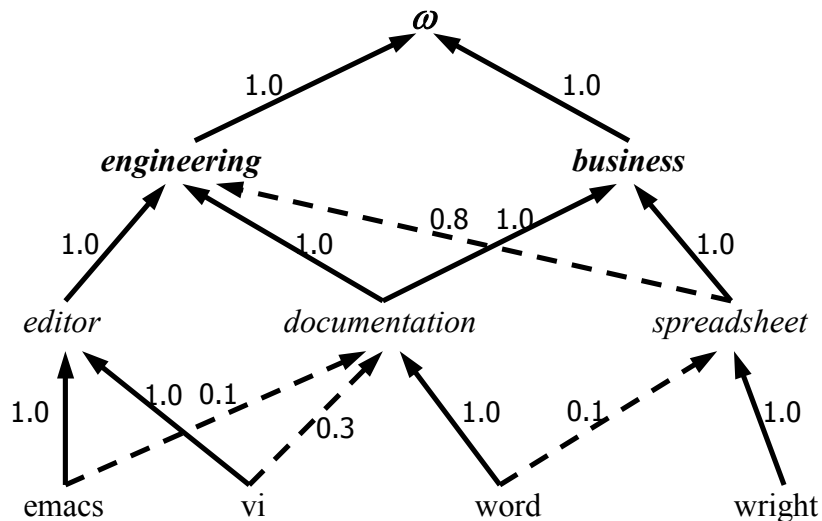 ω
1.0 1.0
engineering business
0.8 1.0
1.0 1.0 1.0
editor documentation spreadsheet
1.0 1.0 0.1 0.3 1.0 0.1 1.0
emacs vi word wright